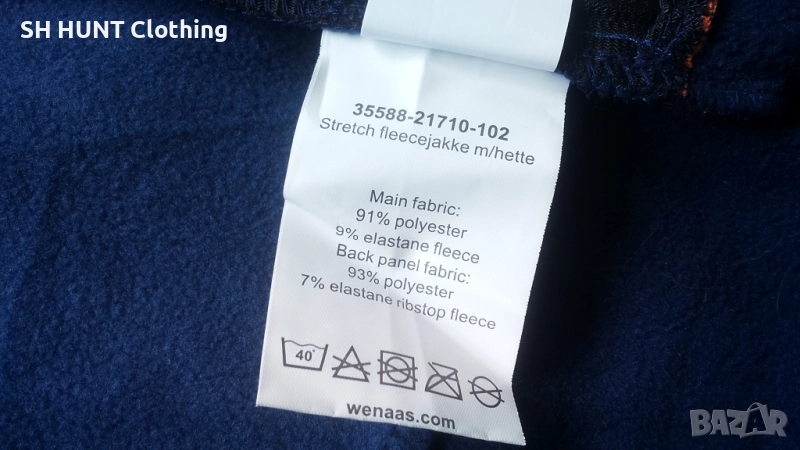 SH HUNT Clothing
35588-21710-102
Stretch fleecejakke m/hette
Main fabric:
91% polyester
9% elastane fleece
Back panel fabric:
93% polyester
7% elastane ribstop fleece
40°
wenaas.com
BAZAR